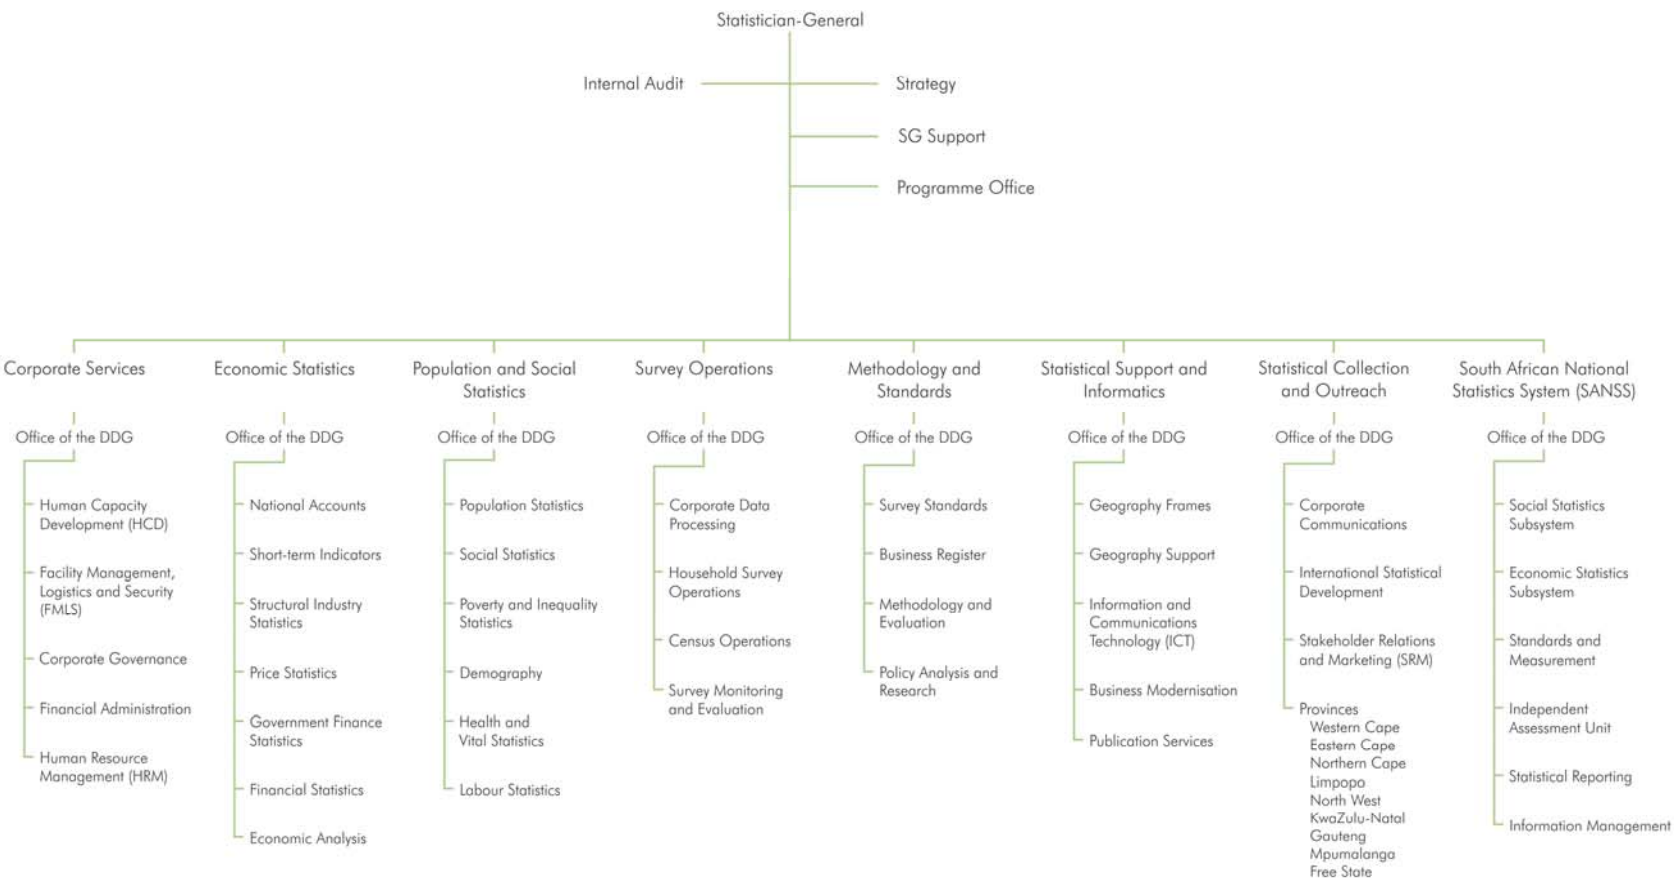 Statistician-General
Internal Audit
Strategy
SG Support
Programme Office
Corporate Services
Office of the DDG
Human Capacity
Development (HCD)
Facility Management,
Logistics and Security
(FMLS)
Corporate Governance
Financial Administration
Human Resource
Management (HRM)
Economic Statistics
Office of the DDG
National Accounts
Short-term Indicators
Structural Industry
Statistics
Price Statistics
Government Finance
Statistics
Financial Statistics
Economic Analysis
Population and Social
Statistics
Office of the DDG
Population Statistics
Social Statistics
Poverty and Inequality
Statistics
Demography
Health and
Vital Statistics
Labour Statistics
Survey Operations
Office of the DDG
Corporate Data
Processing
Household Survey
Operations
Census Operations
Survey Monitoring
and Evaluation
Methodology and
Standards
Office of the DDG
Survey Standards
Business Register
Methodology and
Evaluation
Policy Analysis and
Research
Statistical Support and
Informatics
Office of the DDG
Geography Frames
Geography Support
Information and
Communications
Technology (ICT)
Business Modernisation
Publication Services
Statistical Collection
and Outreach
Office of the DDG
Corporate
Communications
International Statistical
Development
Stakeholder Relations
and Marketing (SRM)
Provinces
Western Cape
Eastern Cape
Northern Cape
Limpopo
North West
KwaZulu-Natal
Gauteng
Mpumalanga
Free State
South African National
Statistics System (SANSS)
Office of the DDG
Social Statistics
Subsystem
Economic Statistics
Subsystem
Standards and
Measurement
Independent
Assessment Unit
Statistical Reporting
Information Management